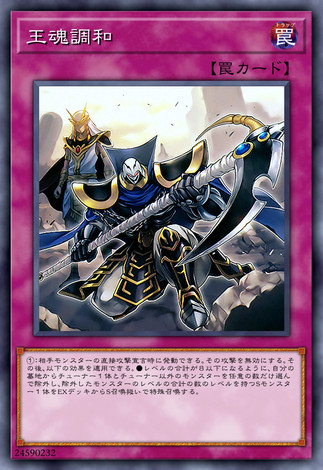 王魂調和
トラップ
罠
【罠カード】
①：相手モンスターの直接攻撃宣言時に発動できる。その攻撃を無効にする。そ
の後、以下の効果を適用できる。●レベルの合計が８以下になるように、自分の
墓地からチューナー１体とチューナー以外のモンスターを任意の数だけ選ん
で除外し、除外したモンスターのレベルの合計の数のレベルを持つSモンス
ター１体をEXデッキからS召喚扱いで特殊召喚する。
24590232